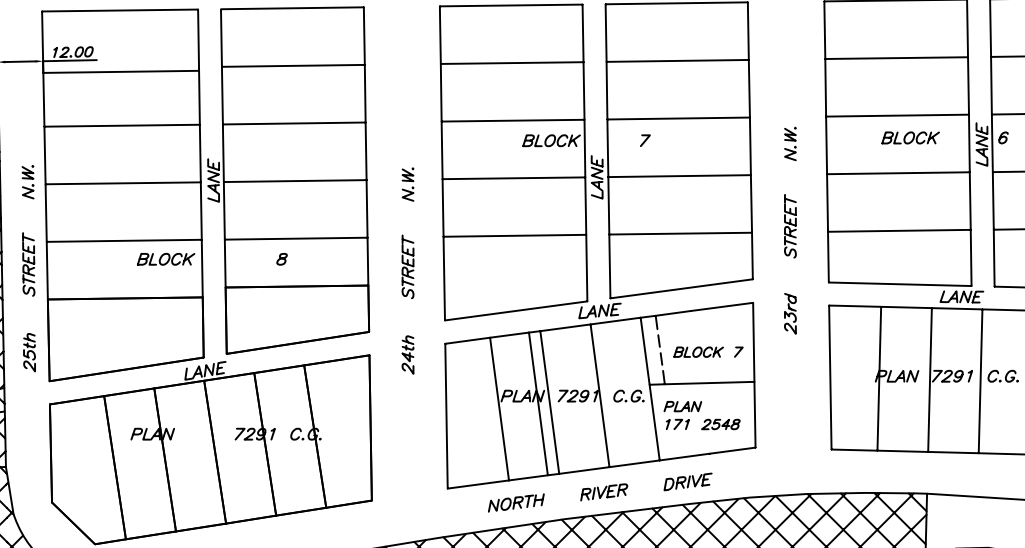 12.00
BLOCK 7
BLOCK 6
LANE
LANE
LANE
STREET N.W.
STREET N.W.
STREET N.W.
BLOCK 8
25th
24th
23rd
LANE
LANE
LANE
BLOCK 7
PLAN 7291 C.G.
PLAN 7291 C.G.
PLAN 7291 C.G.
PLAN
171 2548
NORTH RIVER DRIVE